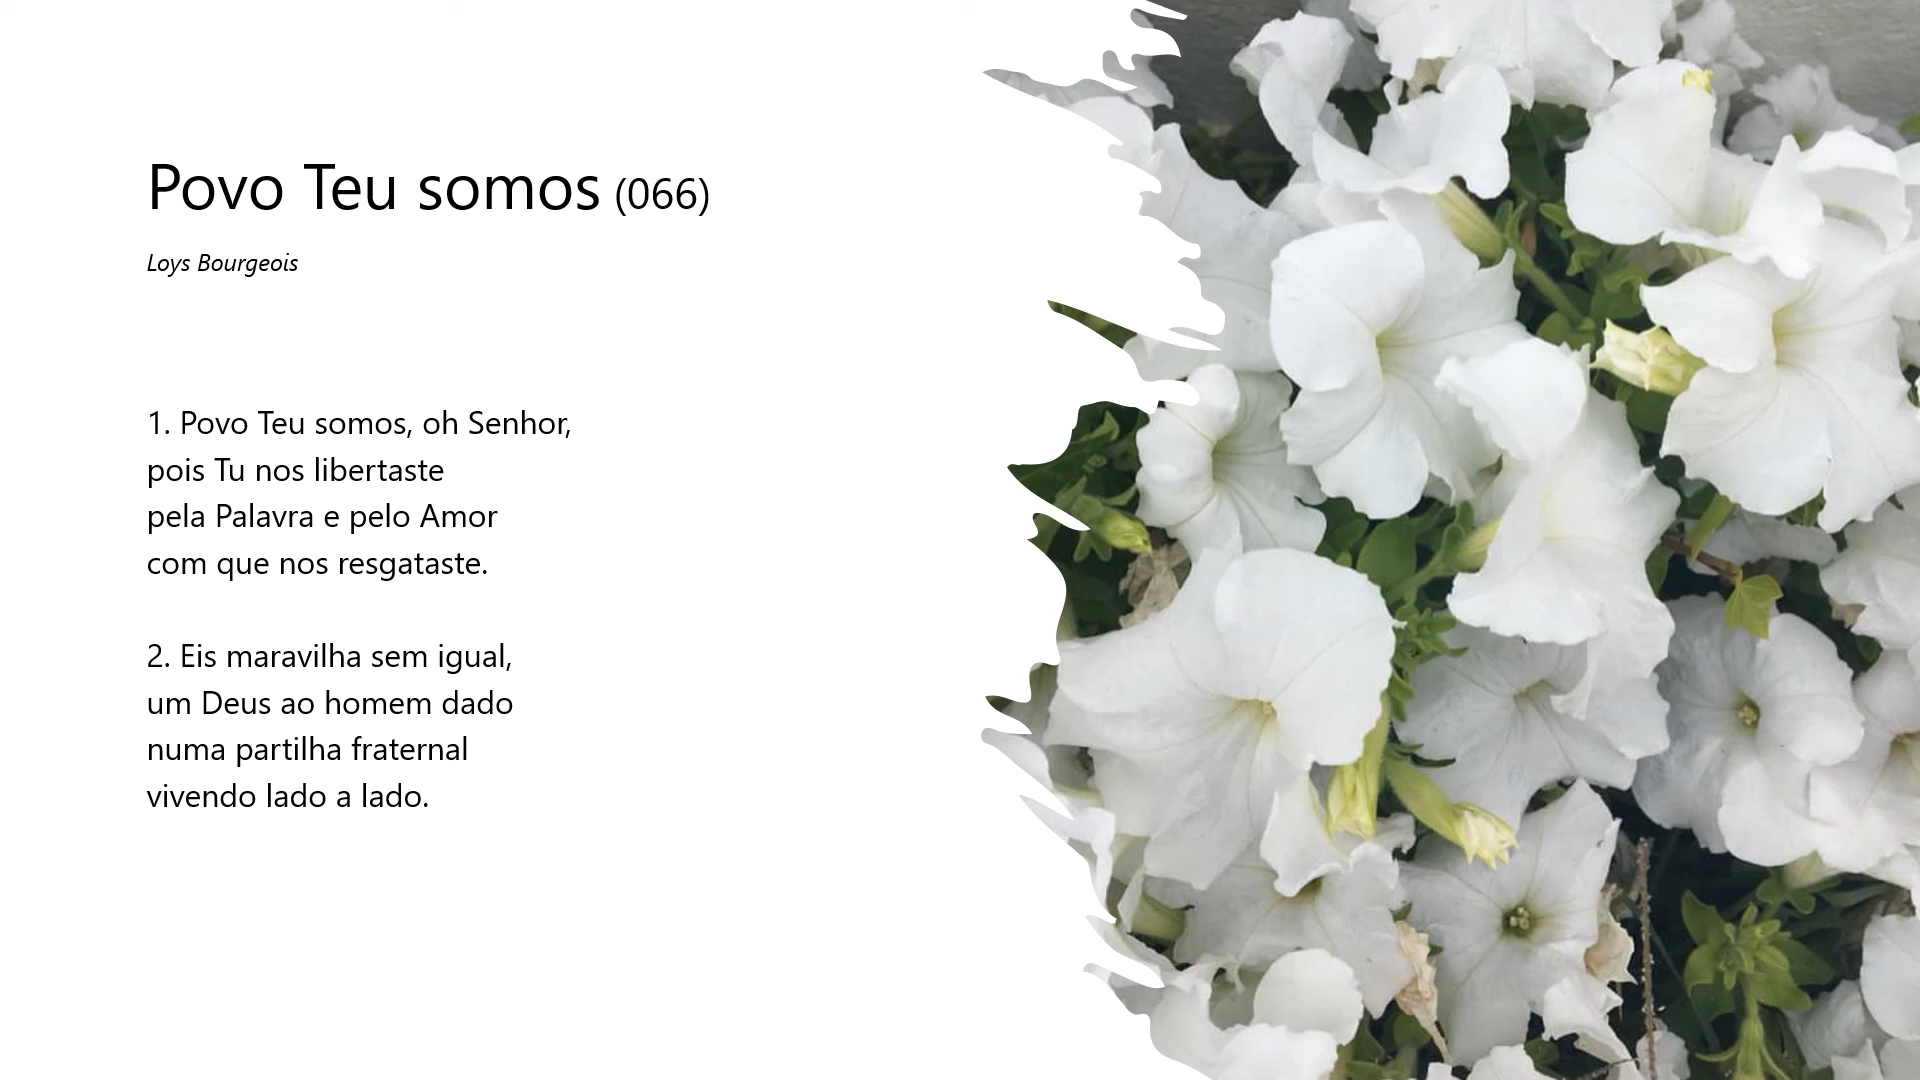 Povo Teu somos (066)
Loys Bourgeois
1. Povo Teu somos, oh Senhor,
pois Tu nos libertaste
pela Palavra e pelo Amor
com que nos resgataste.
2. Eis maravilha sem igual,
um Deus ao homem dado
numa partilha fraternal
vivendo lado a lado.